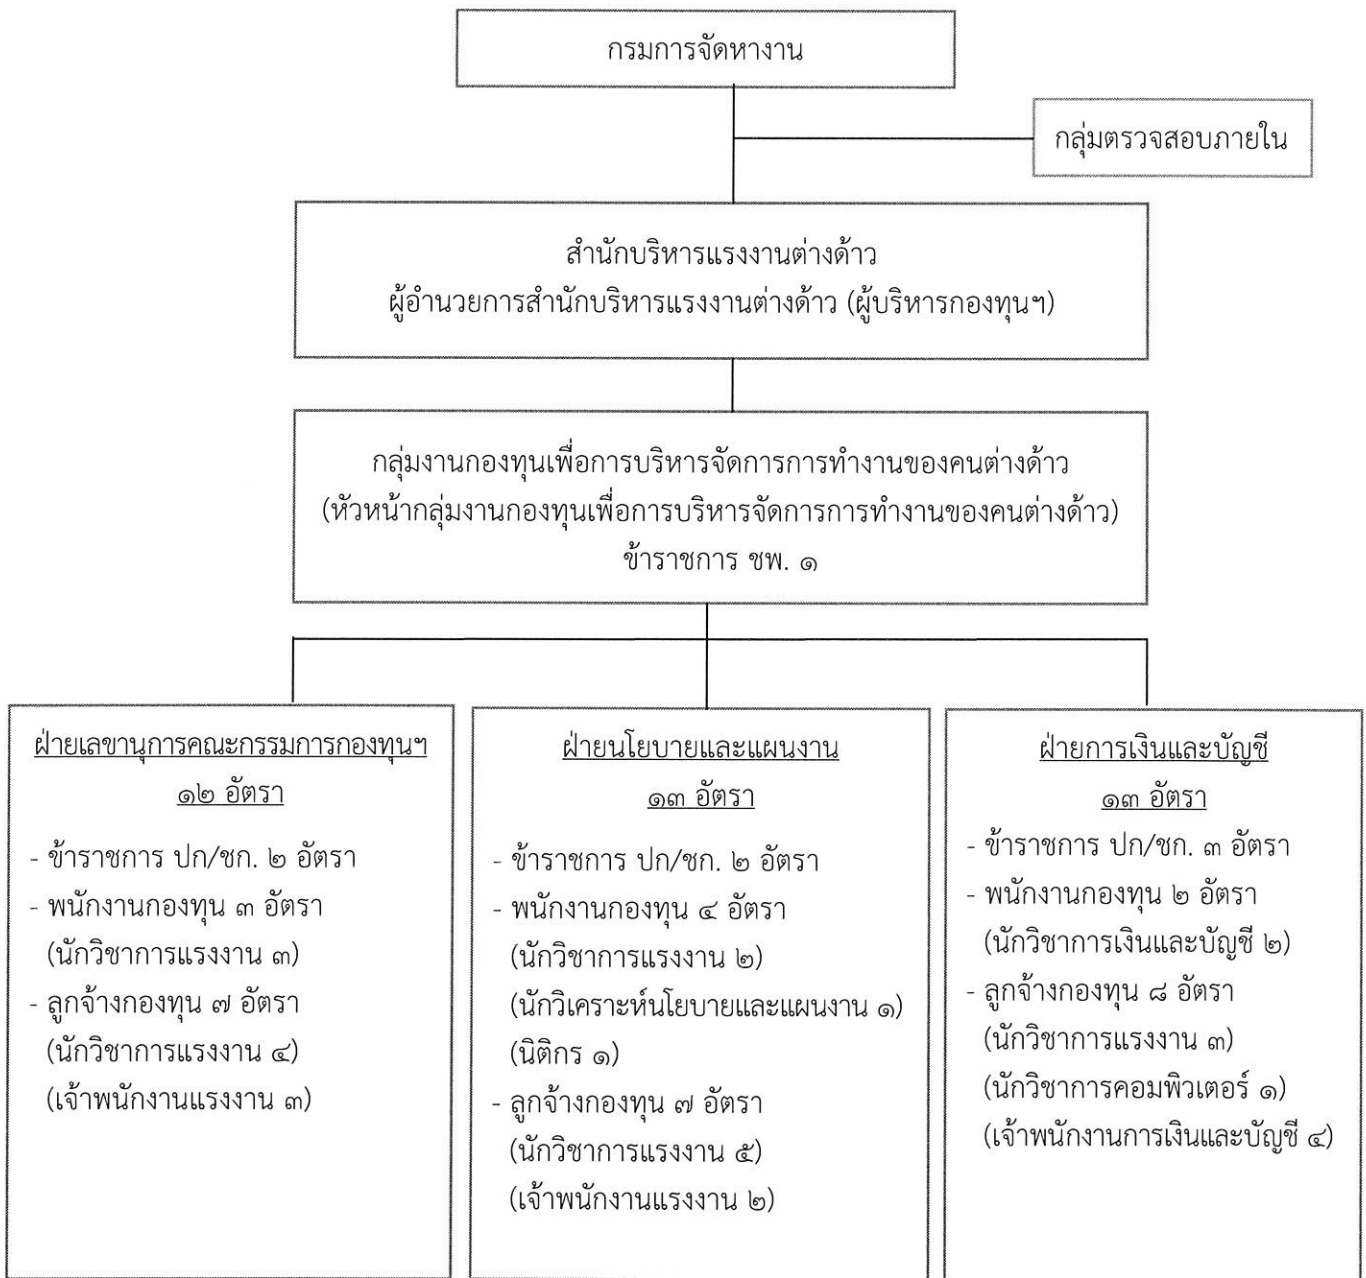 กรมการจัดหางาน
กลุ่มตรวจสอบภายใน
สำนักบริหารแรงงานต่างด้าว
ผู้อำนวยการสำนักบริหารแรงงานต่างด้าว (ผู้บริหารกองทุนฯ)
กลุ่มงานกองทุนเพื่อการบริหารจัดการการทำงานของคนต่างด้าว
(หัวหน้ากลุ่มงานกองทุนเพื่อการบริหารจัดการการทำงานของคนต่างด้าว)
ข้าราชการ ชพ. ๑
ฝ่ายเลขานุการคณะกรรมการกองทุนฯ
๑๒ อัตรา
- ข้าราชการ ปก/ชก. ๒ อัตรา
- พนักงานกองทุน ๓ อัตรา
(นักวิชาการแรงงาน ๓)
- ลูกจ้างกองทุน ๗ อัตรา
(นักวิชาการแรงงาน ๔)
(เจ้าพนักงานแรงงาน ๓)
ฝ่ายนโยบายและแผนงาน
๑๓ อัตรา
- ข้าราชการ ปก/ชก. ๒ อัตรา
- พนักงานกองทุน ๔ อัตรา
(นักวิชาการแรงงาน ๒)
(นักวิเคราะห์นโยบายและแผนงาน ๑)
(นิติกร ๑)
- ลูกจ้างกองทุน ๗ อัตรา
(นักวิชาการแรงงาน ๕)
(เจ้าพนักงานแรงงาน ๒)
ฝ่ายการเงินและบัญชี
๑๓ อัตรา
- ข้าราชการ ปก/ชก. ๓ อัตรา
- พนักงานกองทุน ๒ อัตรา
(นักวิชาการเงินและบัญชี ๒)
- ลูกจ้างกองทุน ๘ อัตรา
(นักวิชาการแรงงาน ๓)
(นักวิชาการคอมพิวเตอร์ ๑)
(เจ้าพนักงานการเงินและบัญชี ๔)